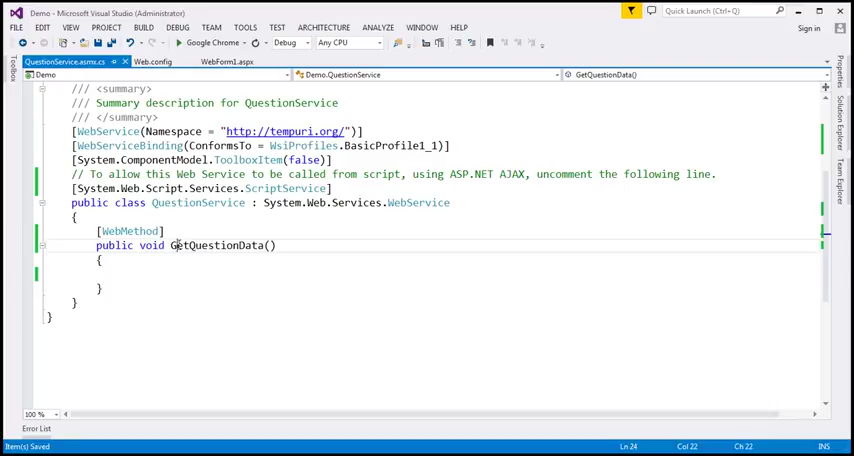 Demo - Microsoft Visual Studio (Administrator)
Quick Launch (Ctrl+Q)
FILE EDIT VIEW PROJECT BUILD DEBUG TEAM TOOLS TEST ARCHITECTURE ANALYZE WINDOW HELP
Sign in
Google Chrome Debug Any CPU
QuestionService.asmx.cs Web.config WebForm1.aspx
Demo Demo.QuestionService GetQuestionData()
Toolbox
Properties
Solution Explorer
Team Explorer
/// <summary>
/// Summary description for QuestionService
/// </summary>
[WebService(Namespace = "http://tempuri.org/")]
[WebServiceBinding(ConformsTo = WsiProfiles.BasicProfile1_1)]
[System.ComponentModel.ToolboxItem(false)]
// To allow this Web Service to be called from script, using ASP.NET AJAX, uncomment the following line.
[System.Web.Script.Services.ScriptService]
public class QuestionService : System.Web.Services.WebService
{
[WebMethod]
public void GetQuestionData()
{
}
}
}
100 %
Error List
Item(s) Saved Ln 24 Col 22 Ch 22 INS